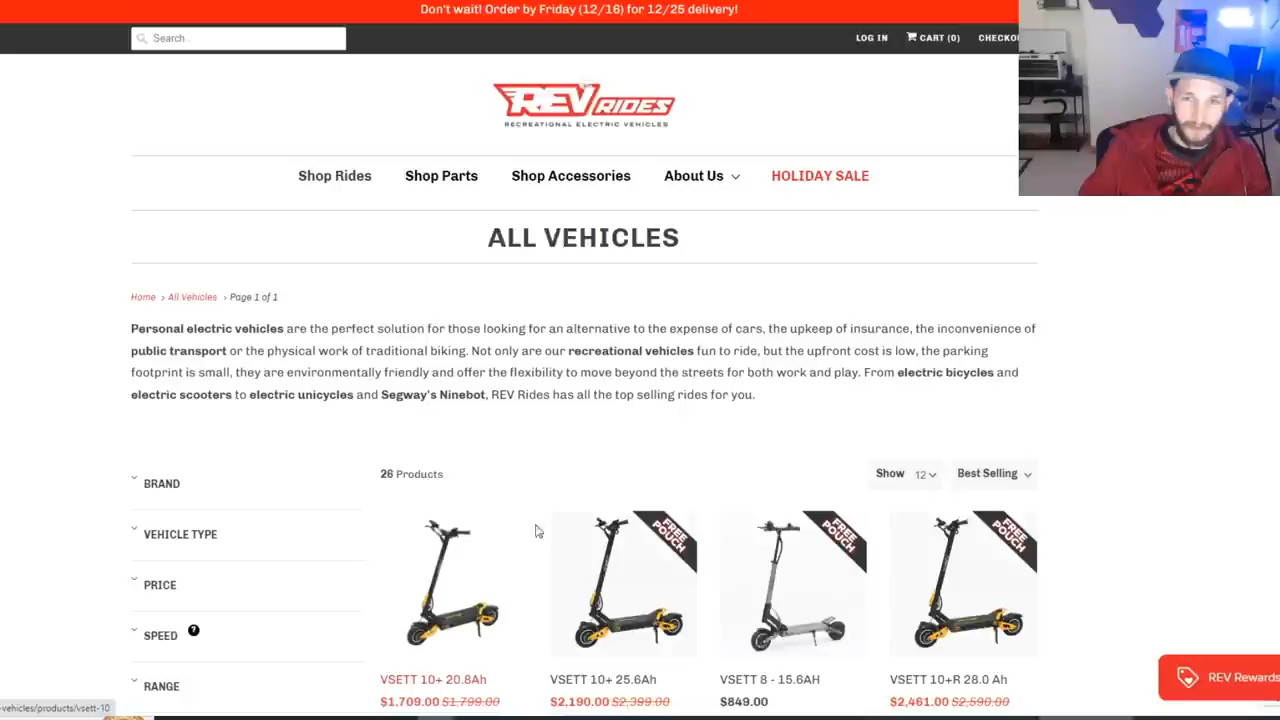 Don't wait! Order by Friday (12/16) for 12/25 delivery!
Search
LOG IN
CART (0)
CHECKO
REV RIDES
RECREATIONAL ELECTRIC VEHICLES
Shop Rides
Shop Parts
Shop Accessories
About Us
HOLIDAY SALE
ALL VEHICLES
Home › All Vehicles › Page 1 of 1
Personal electric vehicles are the perfect solution for those looking for an alternative to the expense of cars, the upkeep of insurance, the inconvenience of
public transport or the physical work of traditional biking. Not only are our recreational vehicles fun to ride, but the upfront cost is low, the parking
footprint is small, they are environmentally friendly and offer the flexibility to move beyond the streets for both work and play. From electric bicycles and
electric scooters to electric unicycles and Segway's Ninebot, REV Rides has all the top selling rides for you.
26 Products
Show 12
Best Selling
BRAND
VEHICLE TYPE
PRICE
SPEED ?
RANGE
FREE POUCH
FREE POUCH
FREE POUCH
VSETT 10+ 20.8Ah
$1,709.00 $1,799.00
VSETT 10+ 25.6Ah
$2,190.00 $2,399.00
VSETT 8 - 15.6AH
$849.00
VSETT 10+R 28.0 Ah
$2,461.00 $2,590.00
REV Rewards
-vehicles/products/vsett-10